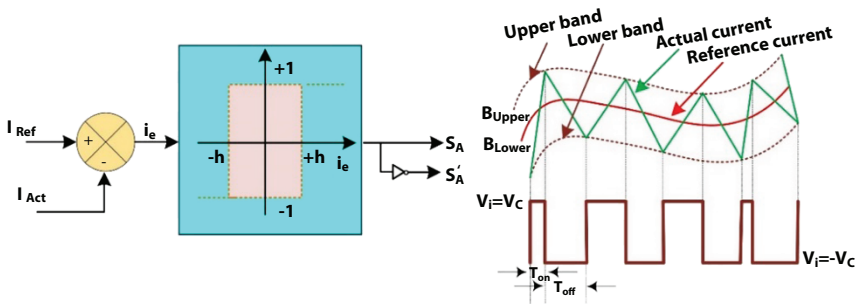 I Ref
+
-
i e
I Act
+1
-h
+h
i e
-1
S A
S' A
Upper band
Lower band
Actual current
Reference current
B Upper
B Lower
V i=V C
V i=-V C
T on
T off